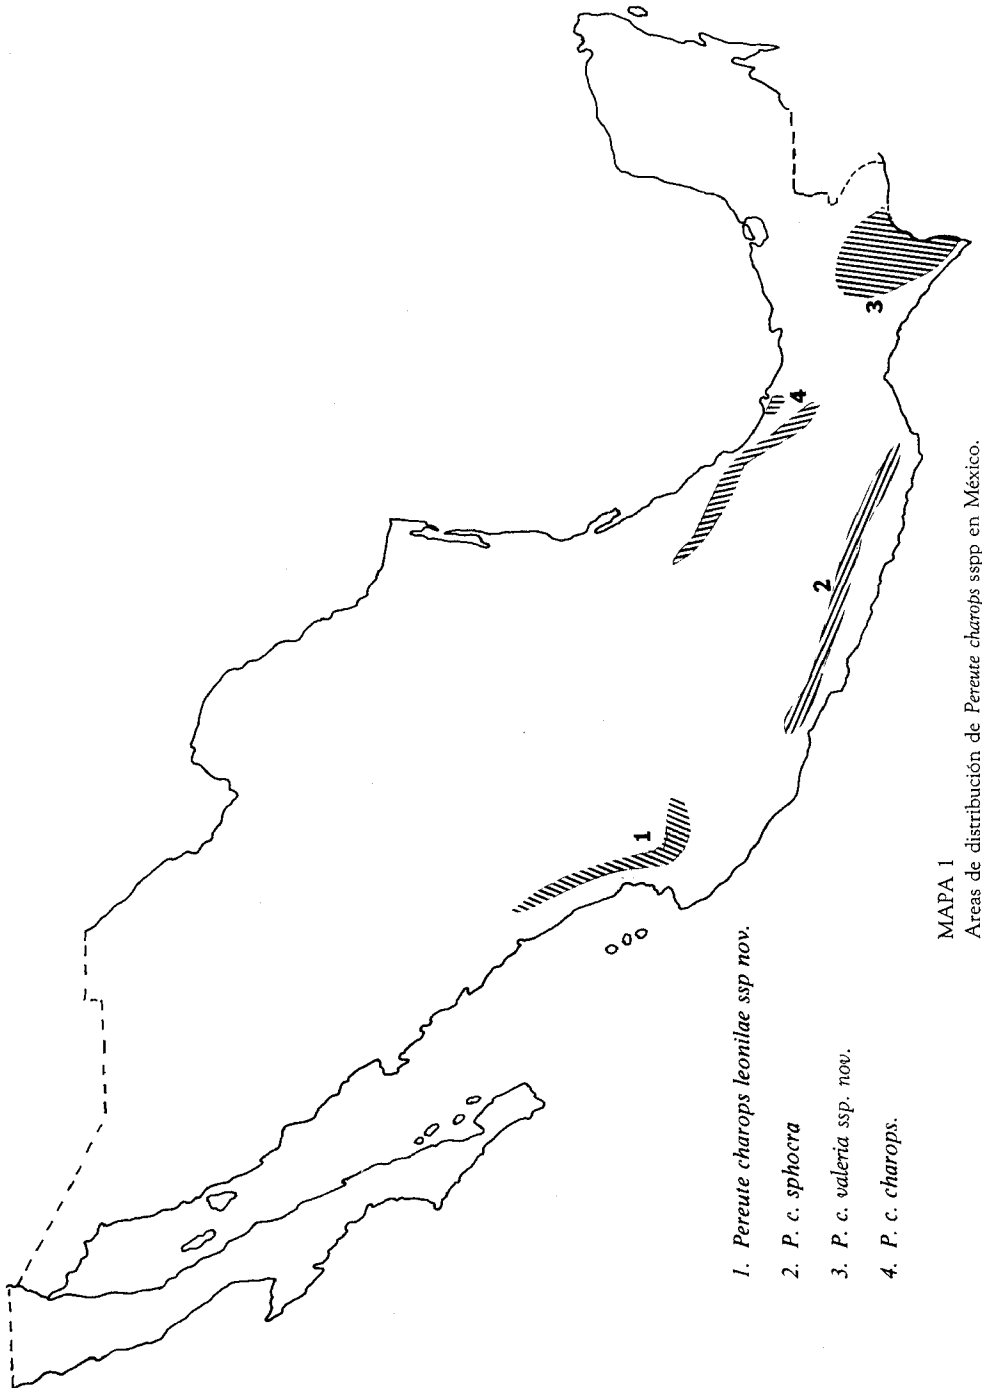 1
2
3
4
1. Pereute charops leonilae ssp nov.
2. P. c. sphocra
3. P. c. valeria ssp. nov.
4. P. c. charops.
MAPA 1
Areas de distribución de Pereute charops sspp en México.